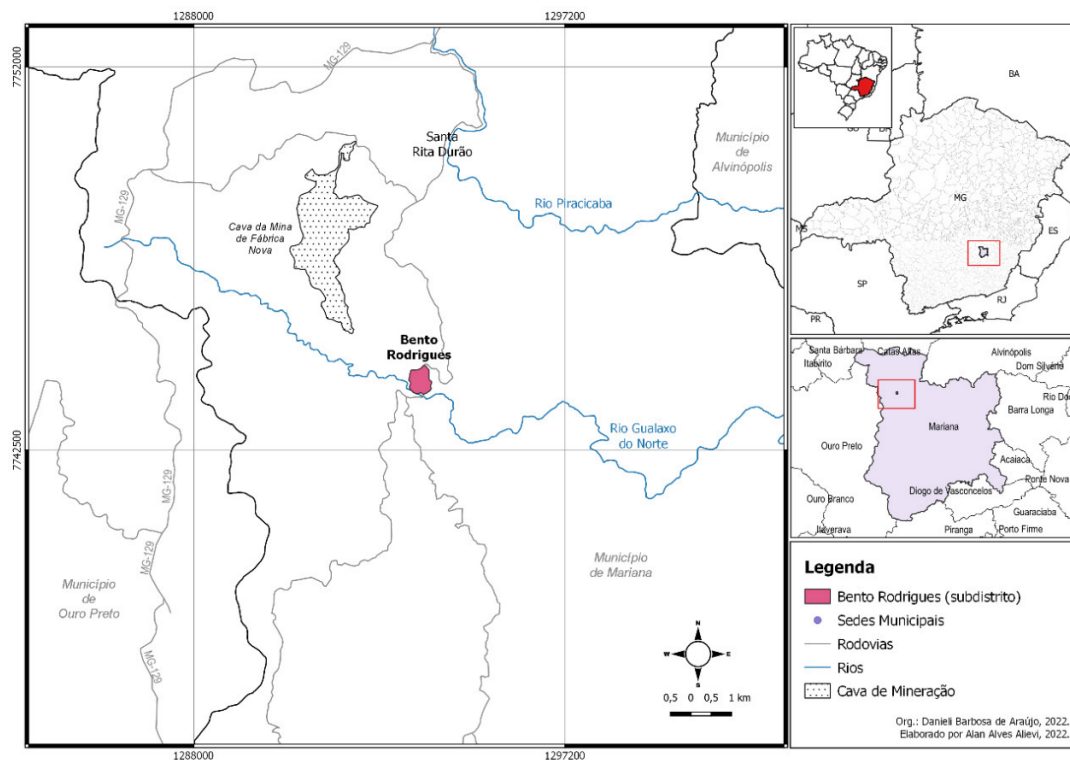 1288000
1297200
7752000
7742500
MG-129
Santa
Rita Durão
Município
de
Alvinópolis
MG-129
Cava da Mina
de Fábrica
Nova
Rio Piracicaba
Bento
Rodrigues
Rio Gualaxo
do Norte
MG-129
Município
de
Ouro Preto
MG-129
MG-129
Município
de Mariana
N
W E
S
0,5 0 0,5 1 km
1288000
1297200
BA
MG
MS
ES
SP
RJ
PR
Santa Bárbara
Catas Altas
Alvinópolis
Itabirito
Dom Silvério
Barra Longa
Mariana
Ouro Preto
Acaiaca
Ponte Nova
Diogo de Vasconcelos
Ouro Branco
Guaraciaba
Itaverava
Piranga
Porto Firme
Legenda
Bento Rodrigues (subdistrito)
Sedes Municipais
Rodovias
Rios
Cava de Mineração
Org.: Danieli Barbosa de Araújo, 2022.
Elaborado por Alan Alves Alievi, 2022.